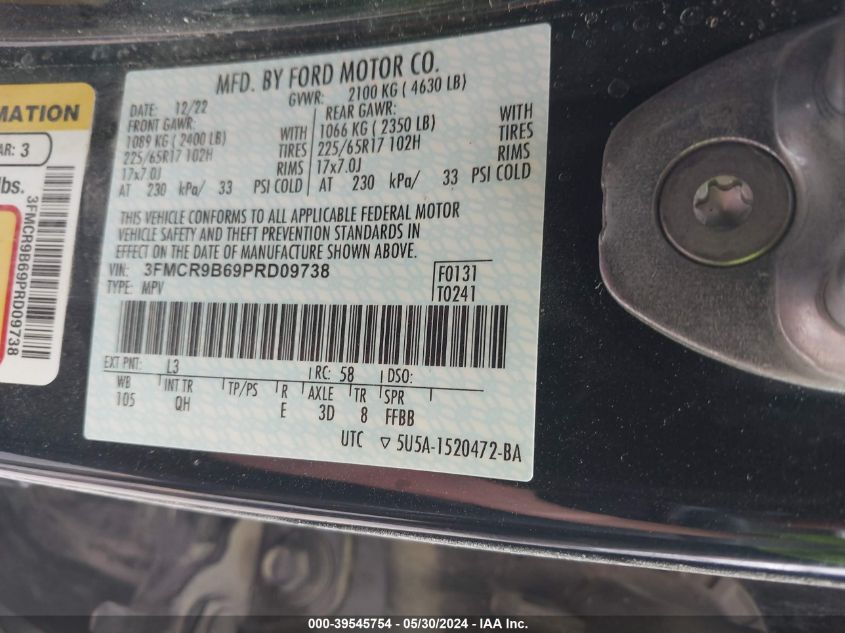 MFD. BY FORD MOTOR CO.
DATE: 12/22 GVWR: 2100 KG ( 4630 LB)
FRONT GAWR: REAR GAWR:
1089 KG ( 2400 LB) WITH 1066 KG ( 2350 LB) WITH
225/65R17 102H TIRES 225/65R17 102H TIRES
17x7.0J RIMS 17x7.0J RIMS
AT 230 kPa/ 33 PSI COLD AT 230 kPa/ 33 PSI COLD
THIS VEHICLE CONFORMS TO ALL APPLICABLE FEDERAL MOTOR
VEHICLE SAFETY AND THEFT PREVENTION STANDARDS IN
EFFECT ON THE DATE OF MANUFACTURE SHOWN ABOVE.
VIN: 3FMCR9B69PRD09738 F0131
TYPE: MPV T0241
EXT PNT: L3 RC: 58 DSO:
WB INT TR TP/PS R AXLE TR SPR
105 QH E 3D 8 FFBB
UTC ▽ 5U5A-1520472-BA
RMATION
AR: 3
lbs.
3FMCR9B69PRD09738
000-39545754 / 05/30/2024 - IAA Inc.